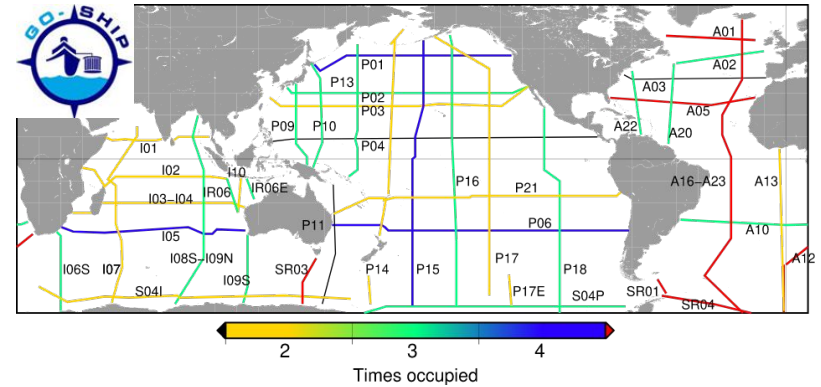 GO-SHIP
A01
P01
A02
P13
A03
P02
P03
A05
P09
P10
A22
A20
I01
P04
I02
I10
IR06
IR06E
P16
P21
A16-A23
A13
I03-I04
P11
P06
A10
I05
I06S
I07
I08S-I09N
I09S
SR03
P14
P15
P17
P18
A12
S04I
P17E
S04P
SR01
SR04
2
3
4
Times occupied